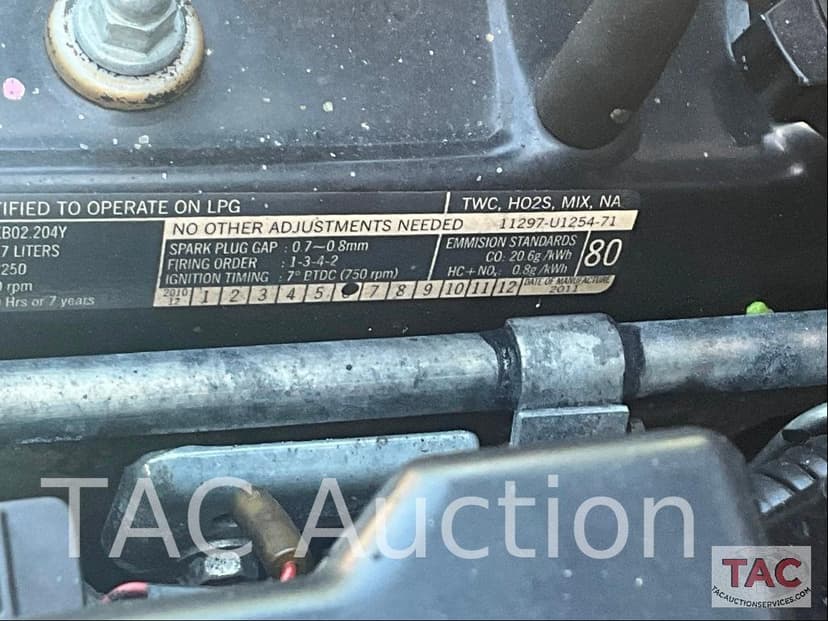 TIFIED TO OPERATE ON LPG
TWC, HO2S, MIX, NA
B02.204Y
NO OTHER ADJUSTMENTS NEEDED
11297-U1254-71
7 LITERS
250
rpm
Hrs or 7 years
SPARK PLUG GAP : 0.7~0.8mm
FIRING ORDER : 1-3-4-2
IGNITION TIMING : 7° BTDC (750 rpm)
EMMISION STANDARDS
CO: 20.6g/kWh
HC+NOx: 0.8g/kWh
80
2010 12 1 2 3 4 5 7 8 9 10 11 12 DATE OF MANUFACTURE 2011
TAC Auction
TAC
TACAUCTIONSERVICES.COM
TAC